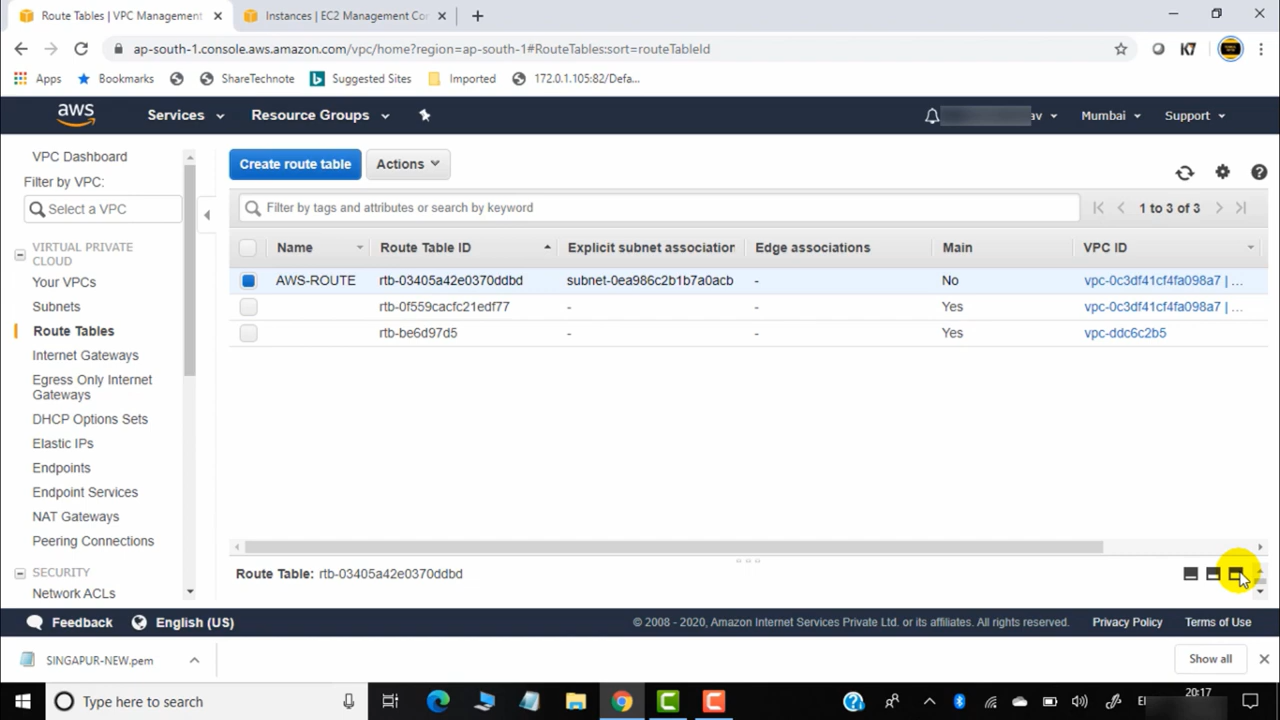 Route Tables | VPC Management
Instances | EC2 Management Con
ap-south-1.console.aws.amazon.com/vpc/home?region=ap-south-1#RouteTables:sort=routeTableId
K7
Apps
Bookmarks
ShareTechnote
Suggested Sites
Imported
172.0.1.105:82/Defa...
aws
Services
Resource Groups
av
Mumbai
Support
VPC Dashboard
Filter by VPC:
Select a VPC
VIRTUAL PRIVATE
CLOUD
Your VPCs
Subnets
Route Tables
Internet Gateways
Egress Only Internet
Gateways
DHCP Options Sets
Elastic IPs
Endpoints
Endpoint Services
NAT Gateways
Peering Connections
SECURITY
Network ACLs
Create route table
Actions
Filter by tags and attributes or search by keyword
1 to 3 of 3
Name Route Table ID Explicit subnet association Edge associations Main VPC ID
AWS-ROUTE rtb-03405a42e0370ddbd subnet-0ea986c2b1b7a0acb - No vpc-0c3df41cf4fa098a7 | ...
rtb-0f559cacfc21edf77 - - Yes vpc-0c3df41cf4fa098a7 | ...
rtb-be6d97d5 - - Yes vpc-ddc6c2b5
Route Table: rtb-03405a42e0370ddbd
Feedback
English (US)
© 2008 - 2020, Amazon Internet Services Private Ltd. or its affiliates. All rights reserved.
Privacy Policy
Terms of Use
SINGAPUR-NEW.pem
Show all
Type here to search
20:17